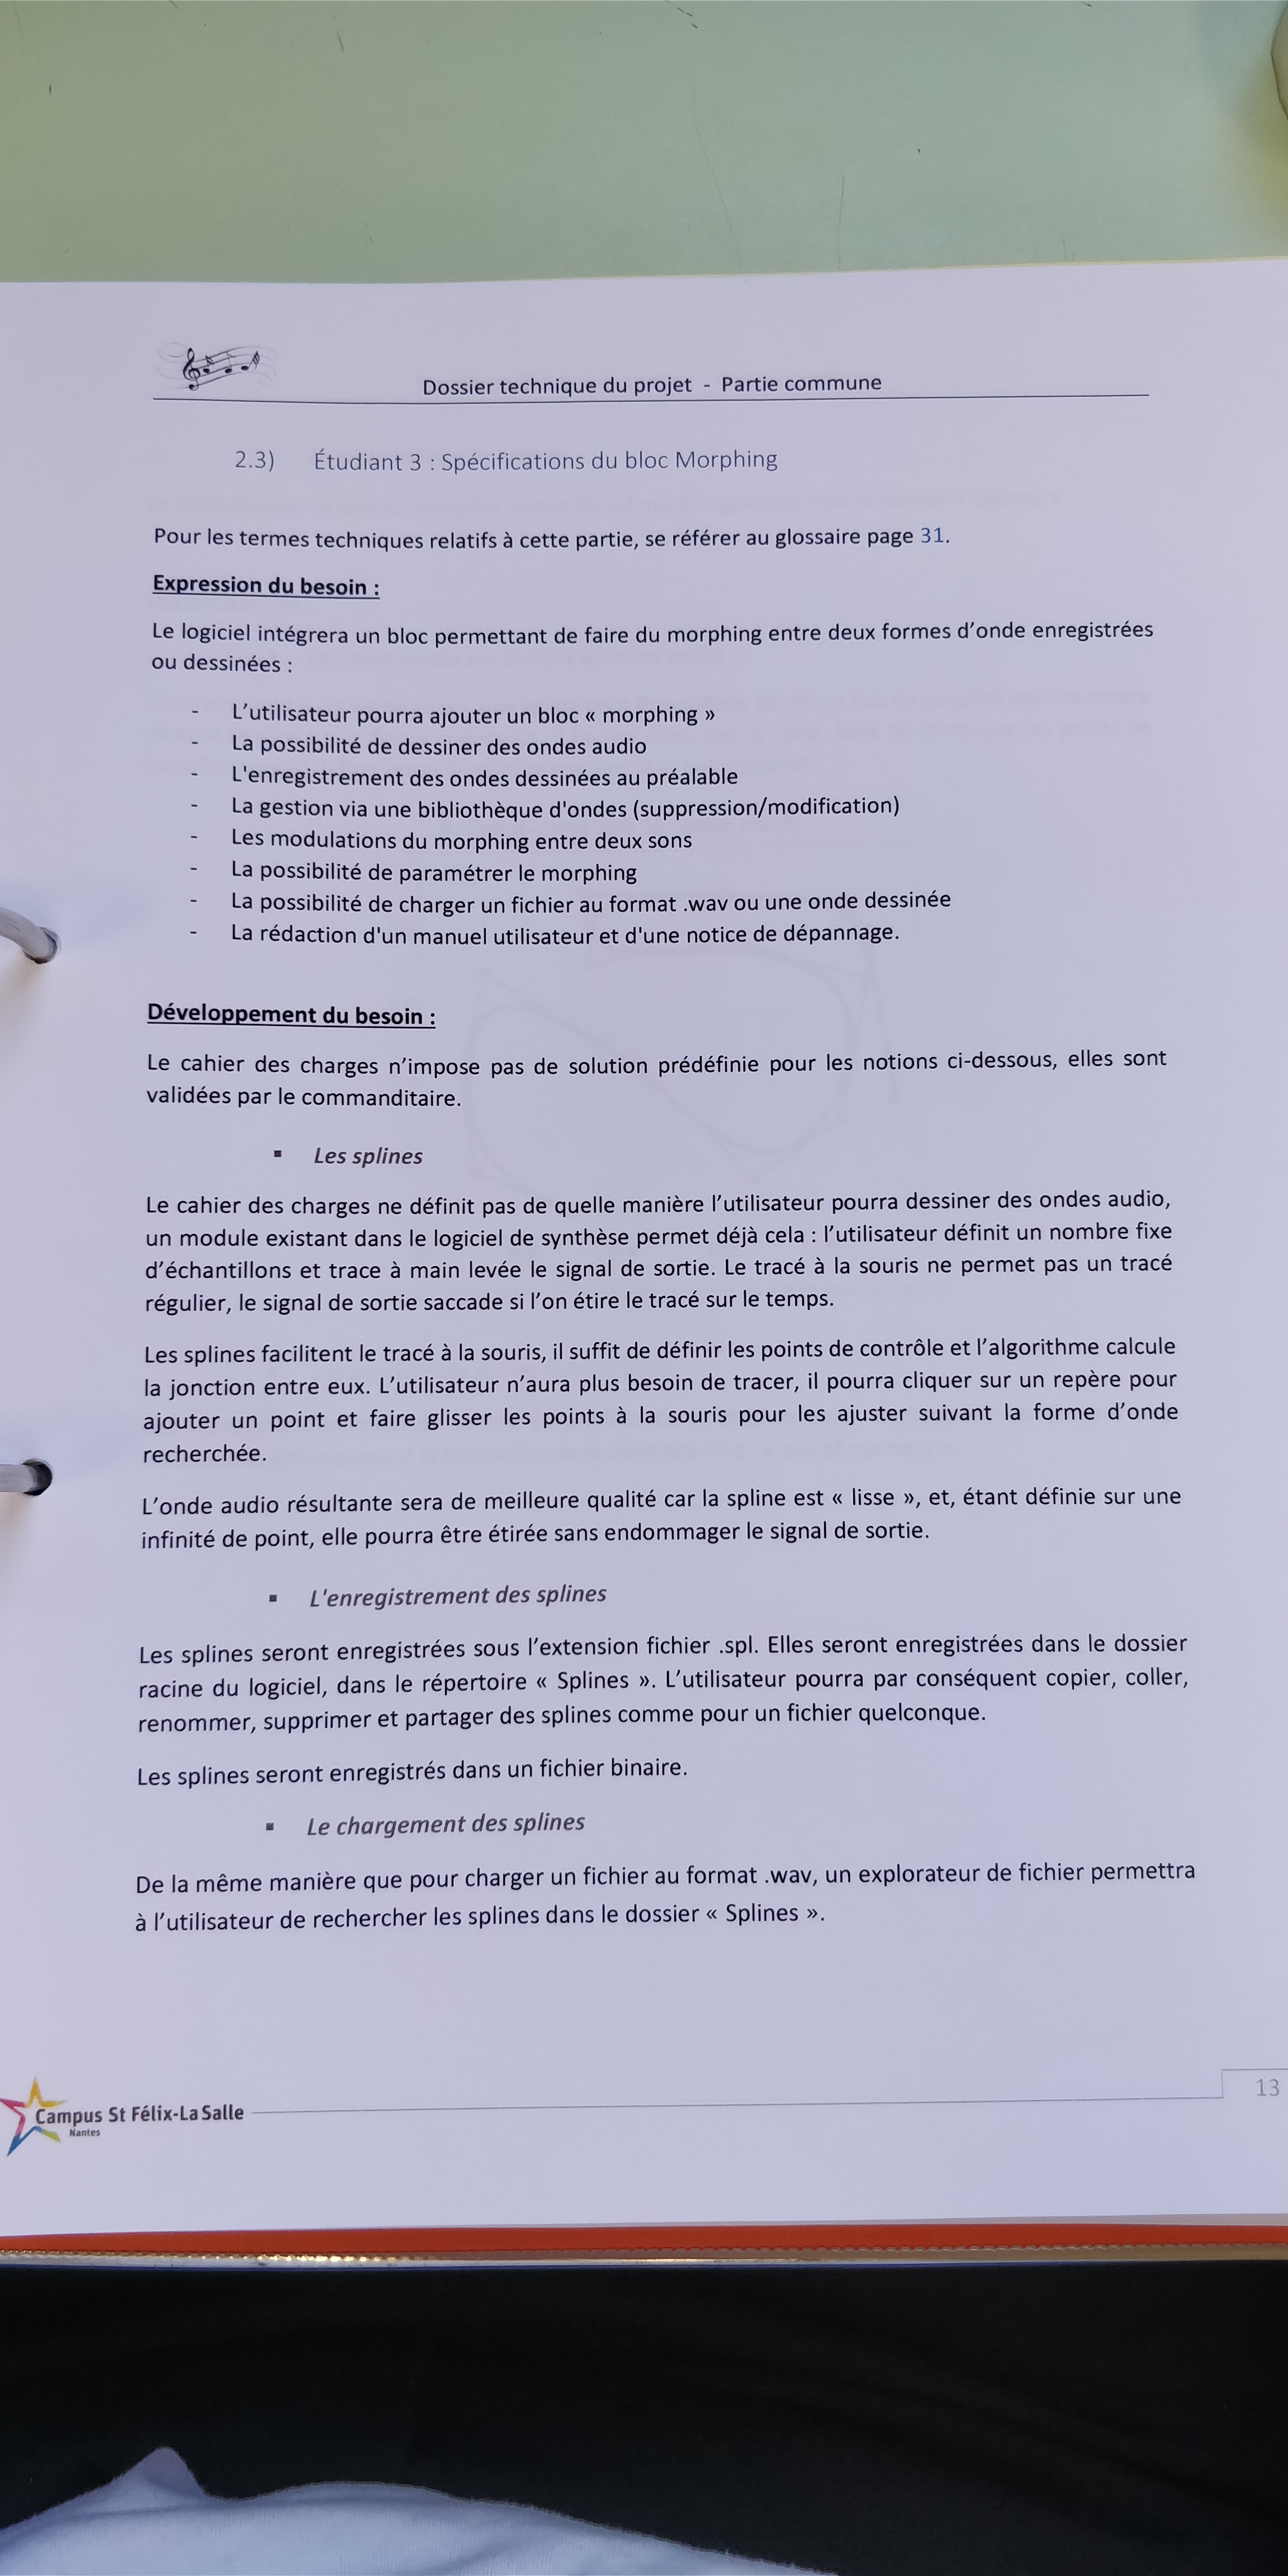 Dossier technique du projet - Partie commune
2.3) Étudiant 3 : Spécifications du bloc Morphing
Pour les termes techniques relatifs à cette partie, se référer au glossaire page 31.
Expression du besoin :
Le logiciel intégrera un bloc permettant de faire du morphing entre deux formes d’onde enregistrées
ou dessinées :
- L’utilisateur pourra ajouter un bloc « morphing »
- La possibilité de dessiner des ondes audio
- L'enregistrement des ondes dessinées au préalable
- La gestion via une bibliothèque d'ondes (suppression/modification)
- Les modulations du morphing entre deux sons
- La possibilité de paramétrer le morphing
- La possibilité de charger un fichier au format .wav ou une onde dessinée
- La rédaction d'un manuel utilisateur et d'une notice de dépannage.
Développement du besoin :
Le cahier des charges n’impose pas de solution prédéfinie pour les notions ci-dessous, elles sont
validées par le commanditaire.
▪ Les splines
Le cahier des charges ne définit pas de quelle manière l’utilisateur pourra dessiner des ondes audio,
un module existant dans le logiciel de synthèse permet déjà cela : l’utilisateur définit un nombre fixe
d’échantillons et trace à main levée le signal de sortie. Le tracé à la souris ne permet pas un tracé
régulier, le signal de sortie saccade si l’on étire le tracé sur le temps.
Les splines facilitent le tracé à la souris, il suffit de définir les points de contrôle et l’algorithme calcule
la jonction entre eux. L’utilisateur n’aura plus besoin de tracer, il pourra cliquer sur un repère pour
ajouter un point et faire glisser les points à la souris pour les ajuster suivant la forme d’onde
recherchée.
L’onde audio résultante sera de meilleure qualité car la spline est « lisse », et, étant définie sur une
infinité de point, elle pourra être étirée sans endommager le signal de sortie.
▪ L'enregistrement des splines
Les splines seront enregistrées sous l’extension fichier .spl. Elles seront enregistrées dans le dossier
racine du logiciel, dans le répertoire « Splines ». L’utilisateur pourra par conséquent copier, coller,
renommer, supprimer et partager des splines comme pour un fichier quelconque.
Les splines seront enregistrés dans un fichier binaire.
▪ Le chargement des splines
De la même manière que pour charger un fichier au format .wav, un explorateur de fichier permettra
à l’utilisateur de rechercher les splines dans le dossier « Splines ».
13
Campus St Félix-La Salle
Nantes